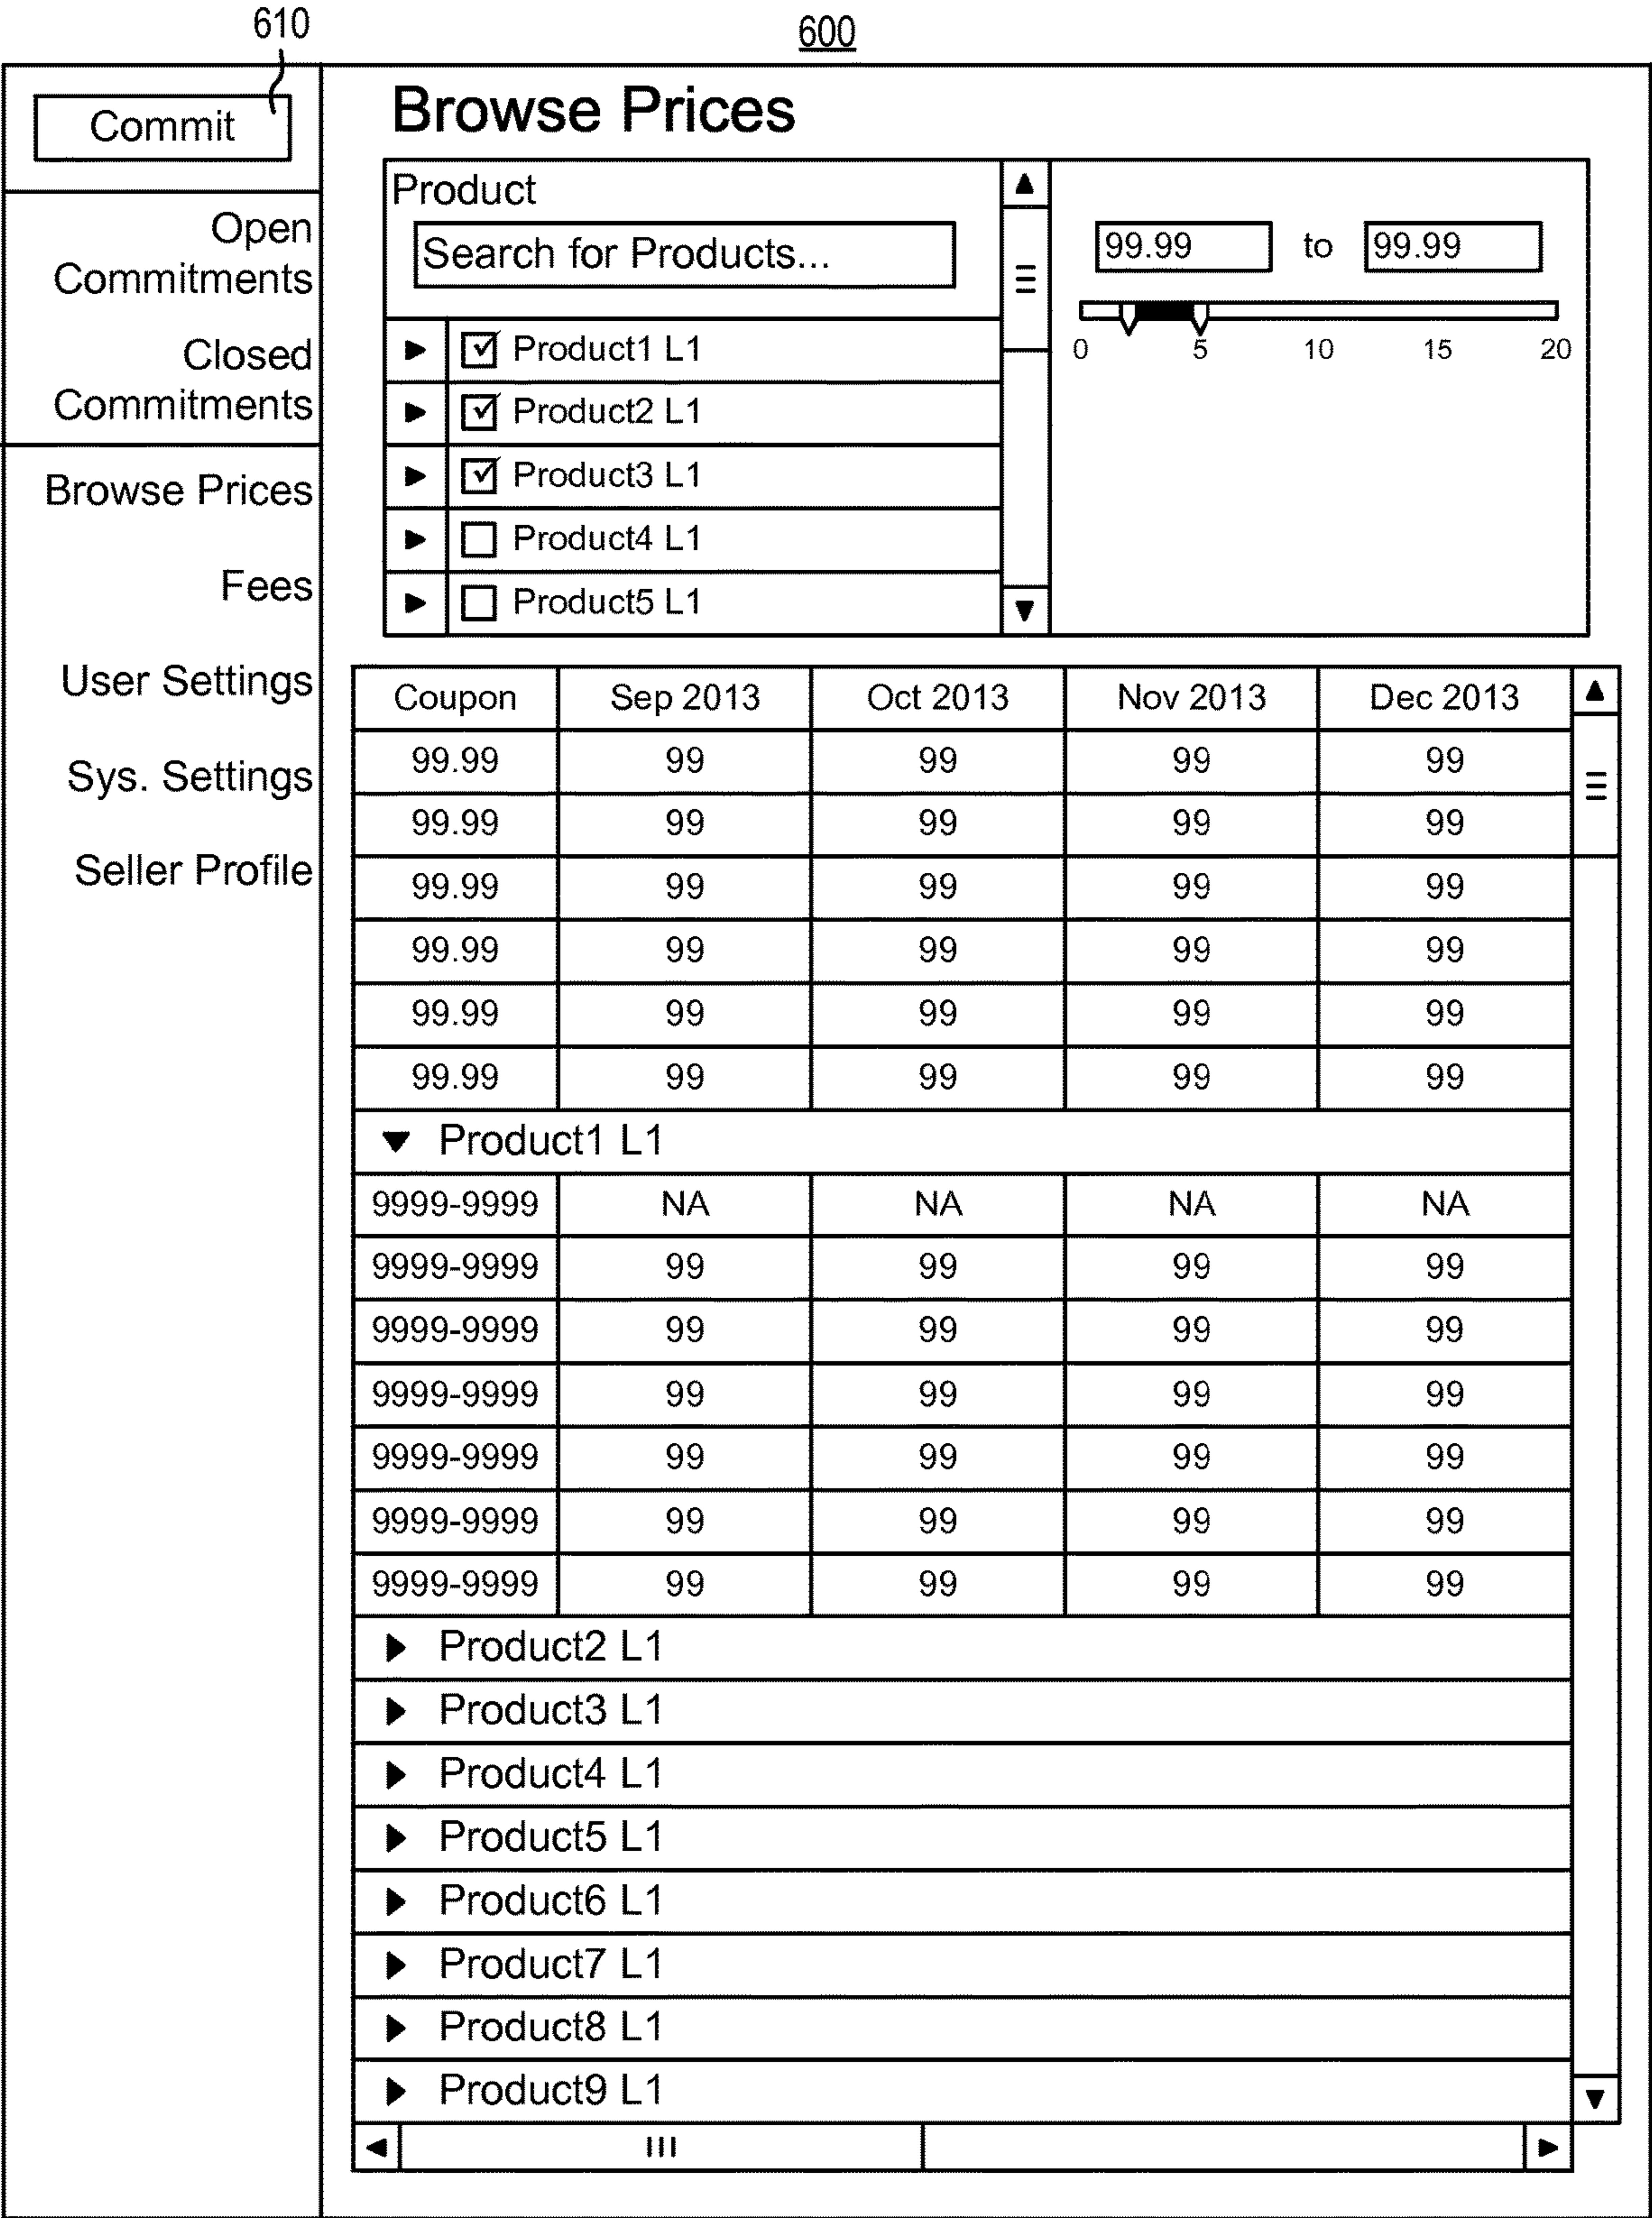 610
600
Commit
Open
Commitments
Closed
Commitments
Browse Prices
Fees
User Settings
Sys. Settings
Seller Profile
Browse Prices
Product
Search for Products...
Product1 L1
Product2 L1
Product3 L1
Product4 L1
Product5 L1
99.99 to 99.99
0 5 10 15 20
Coupon Sep 2013 Oct 2013 Nov 2013 Dec 2013
99.99 99 99 99 99
99.99 99 99 99 99
99.99 99 99 99 99
99.99 99 99 99 99
99.99 99 99 99 99
99.99 99 99 99 99
Product1 L1
9999-9999 NA NA NA NA
9999-9999 99 99 99 99
9999-9999 99 99 99 99
9999-9999 99 99 99 99
9999-9999 99 99 99 99
9999-9999 99 99 99 99
9999-9999 99 99 99 99
Product2 L1
Product3 L1
Product4 L1
Product5 L1
Product6 L1
Product7 L1
Product8 L1
Product9 L1